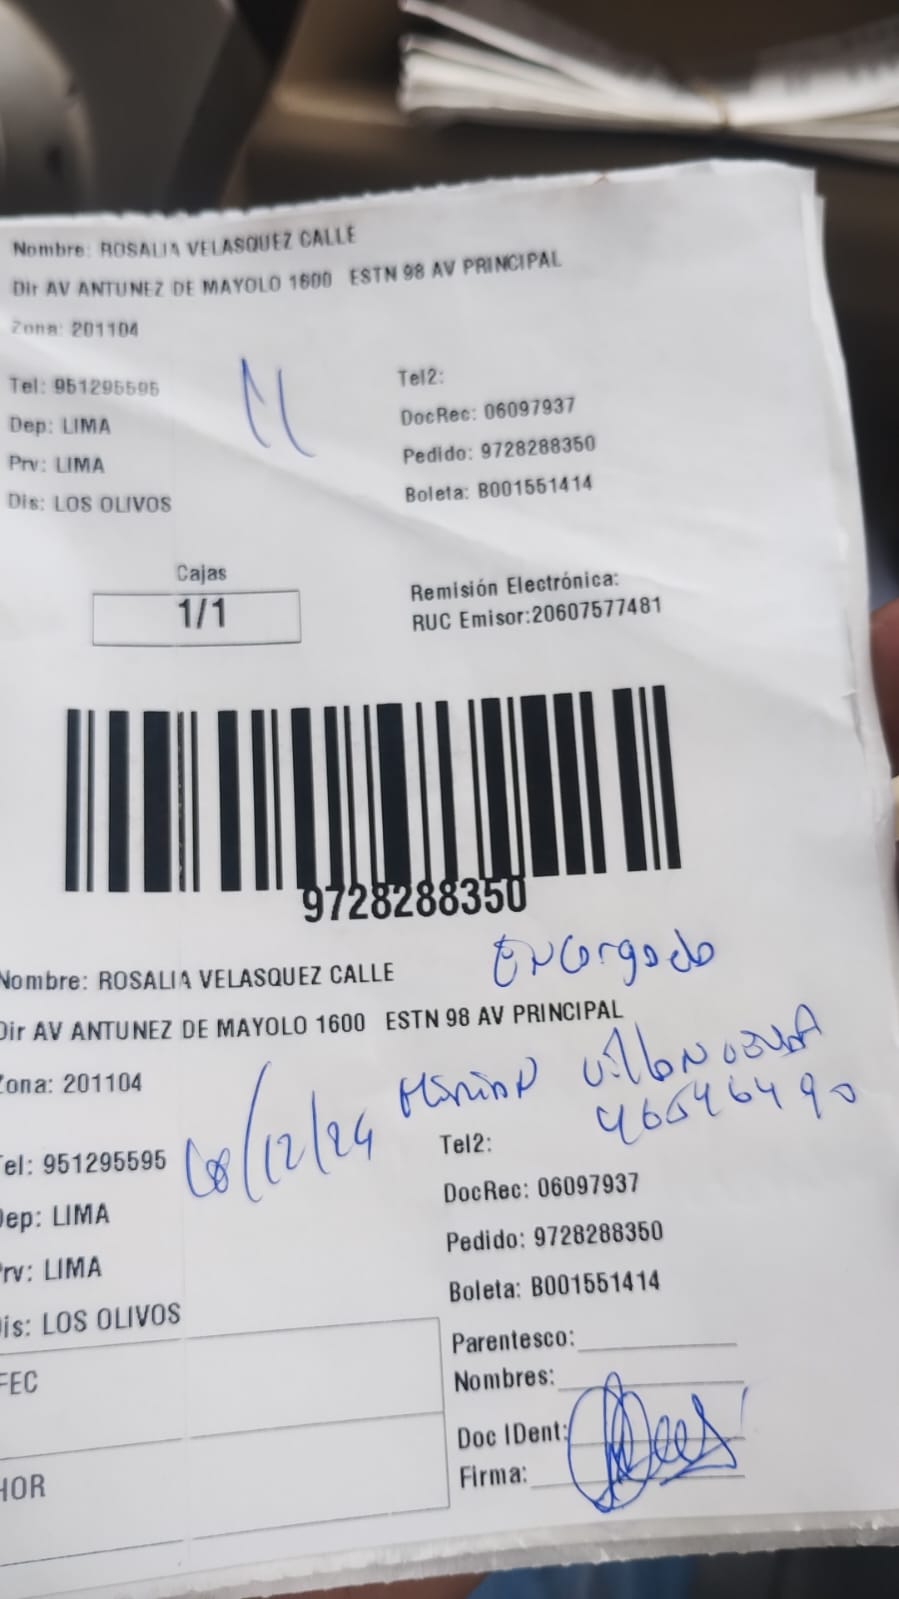 Nombre: ROSALIA VELASQUEZ CALLE
Dir AV ANTUNEZ DE MAYOLO 1600 ESTN 98 AV PRINCIPAL
Zona: 201104
Tel: 951295595
Tel2:
Dep: LIMA
DocRec: 06097937
Prv: LIMA
Pedido: 9728288350
Dis: LOS OLIVOS
Boleta: B001551414
Cajas
1/1
Remisión Electrónica:
RUC Emisor:20607577481
9728288350
Encargado
Nombre: ROSALIA VELASQUEZ CALLE
Dir AV ANTUNEZ DE MAYOLO 1600 ESTN 98 AV PRINCIPAL
Zona: 201104
Villanueva
46546490
/12/24
Tel: 951295595
Tel2:
Dep: LIMA
DocRec: 06097937
Prv: LIMA
Pedido: 9728288350
Dis: LOS OLIVOS
Boleta: B001551414
FEC
Parentesco:
Nombres:
Doc IDent:
HOR
Firma: